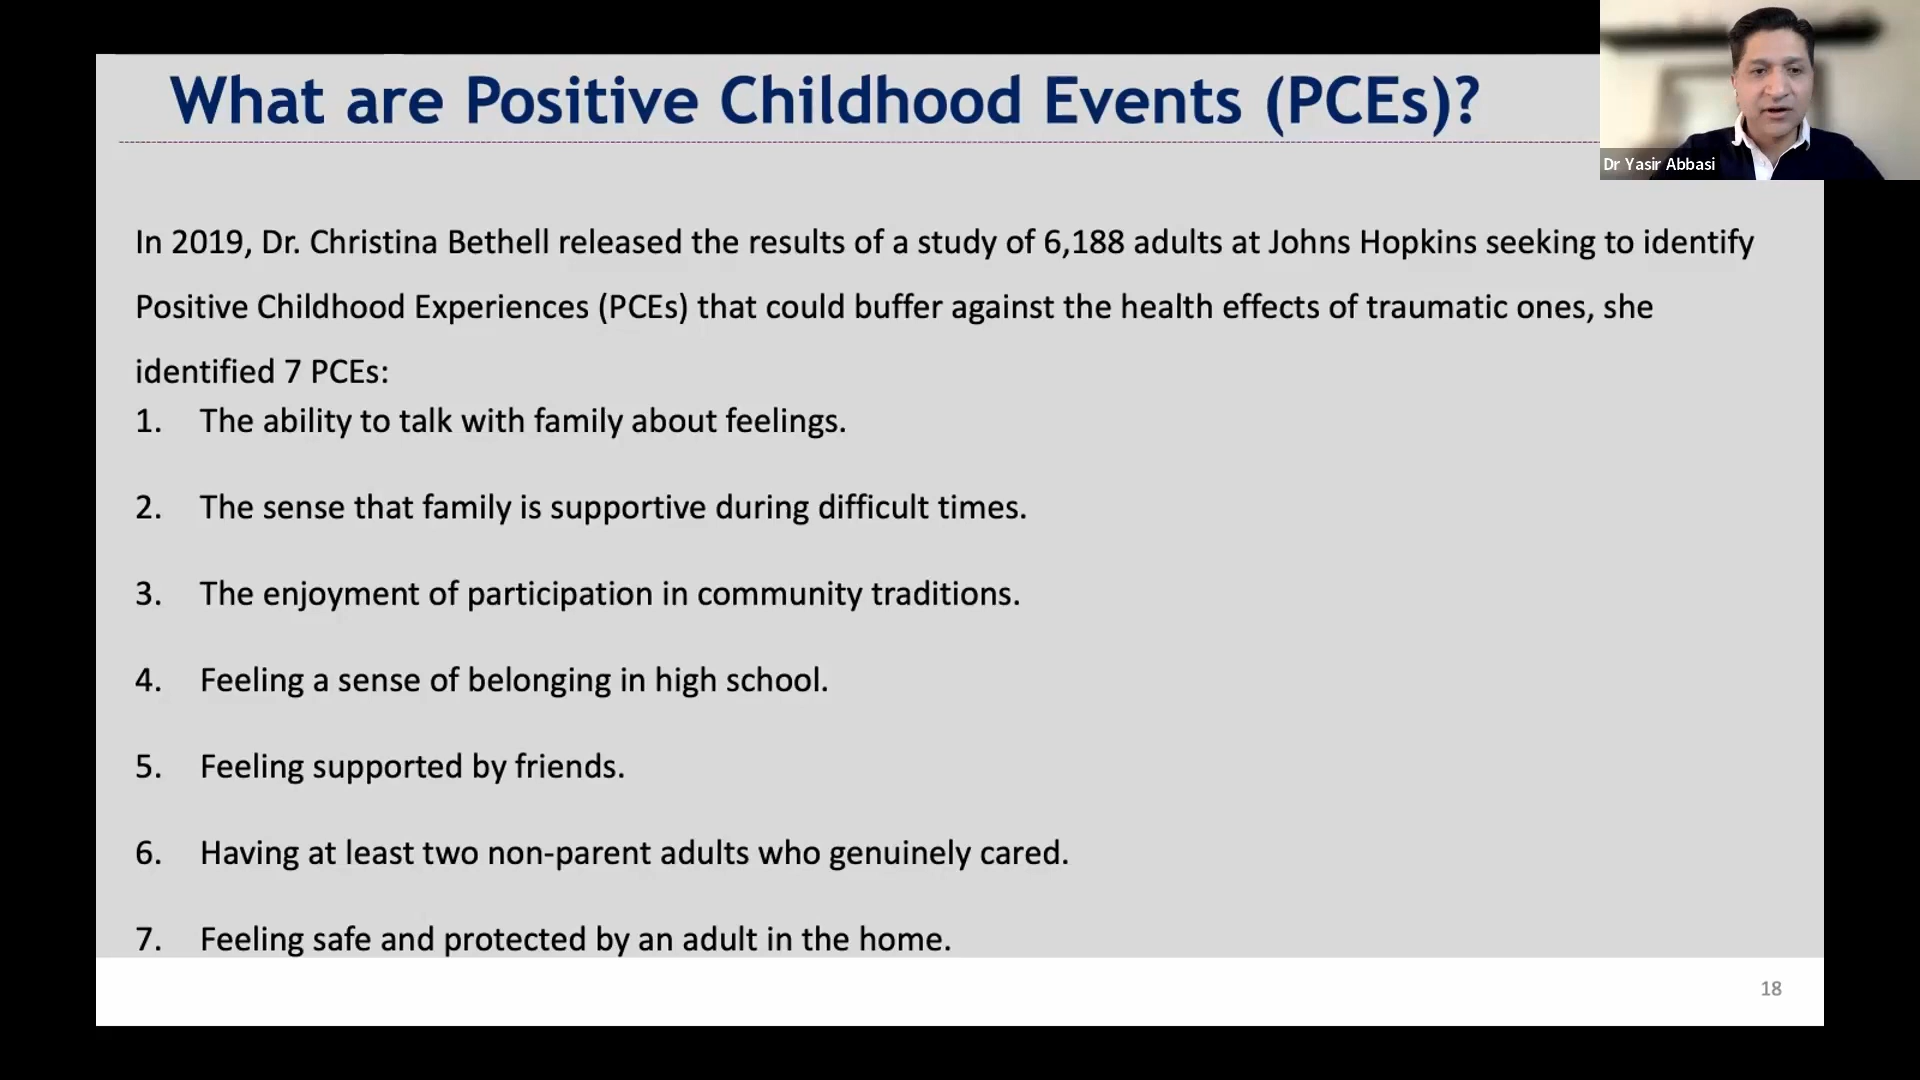 What are Positive Childhood Events (PCEs)?
Dr Yasir Abbasi
In 2019, Dr. Christina Bethell released the results of a study of 6,188 adults at Johns Hopkins seeking to identify
Positive Childhood Experiences (PCEs) that could buffer against the health effects of traumatic ones, she
identified 7 PCEs:
1. The ability to talk with family about feelings.
2. The sense that family is supportive during difficult times.
3. The enjoyment of participation in community traditions.
4. Feeling a sense of belonging in high school.
5. Feeling supported by friends.
6. Having at least two non-parent adults who genuinely cared.
7. Feeling safe and protected by an adult in the home.
18